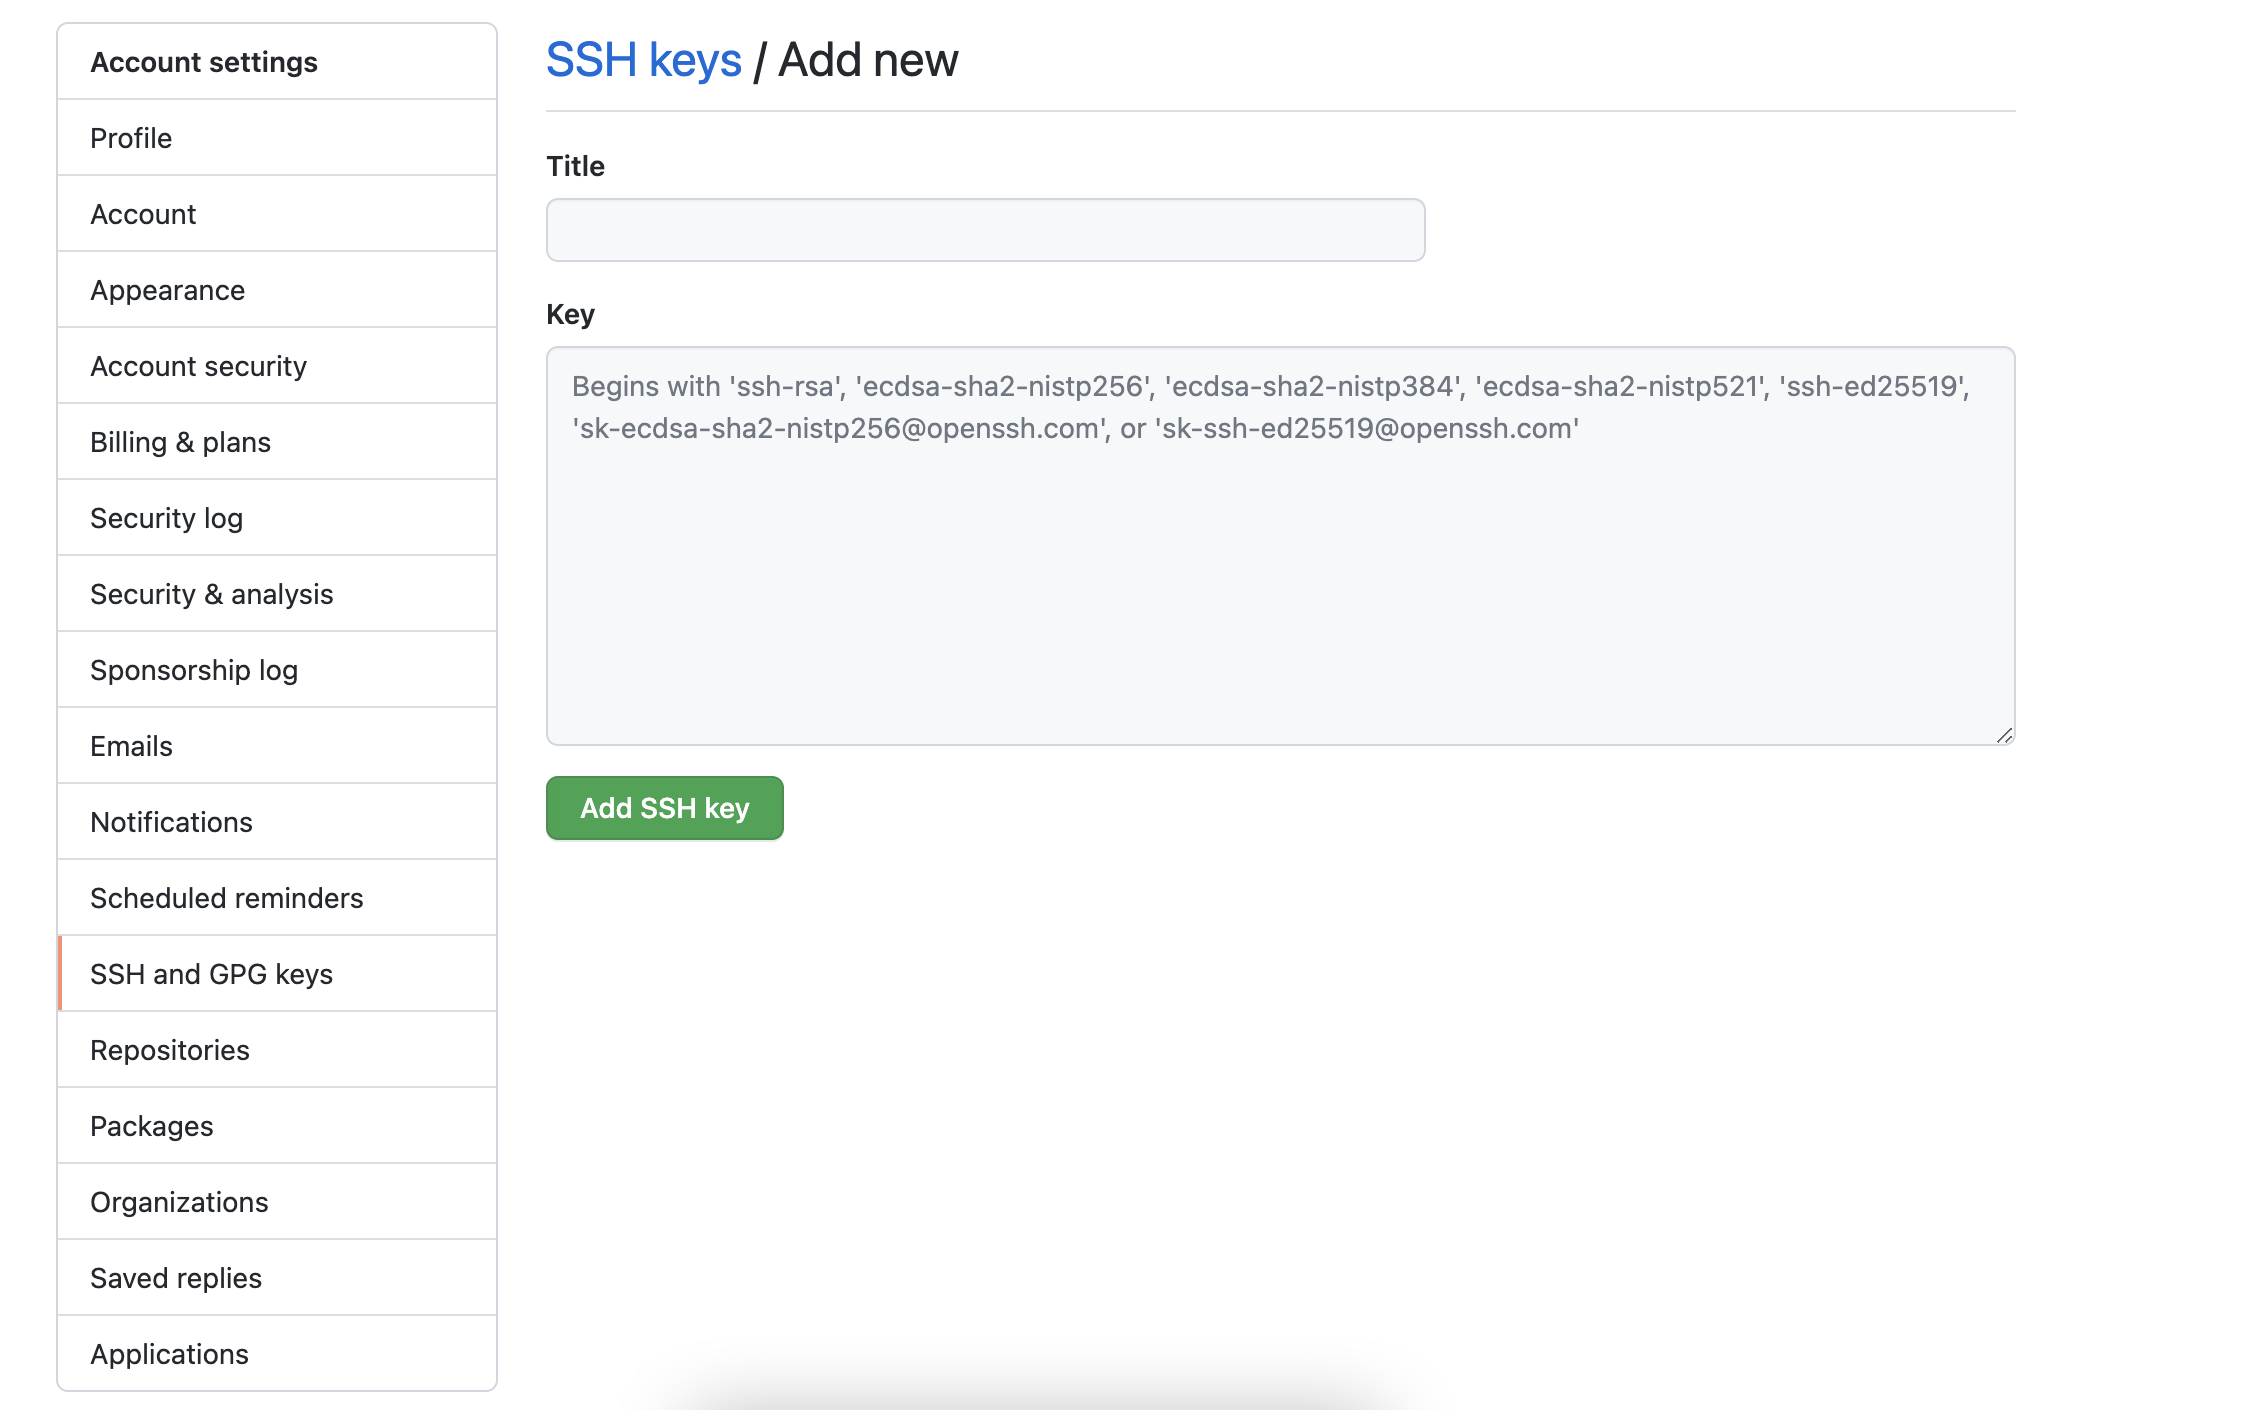 Account settings
Profile
Account
Appearance
Account security
Billing & plans
Security log
Security & analysis
Sponsorship log
Emails
Notifications
Scheduled reminders
SSH and GPG keys
Repositories
Packages
Organizations
Saved replies
Applications
SSH keys / Add new
Title
Key
Begins with 'ssh-rsa', 'ecdsa-sha2-nistp256', 'ecdsa-sha2-nistp384', 'ecdsa-sha2-nistp521', 'ssh-ed25519',
'sk-ecdsa-sha2-nistp256@openssh.com', or 'sk-ssh-ed25519@openssh.com'
Add SSH key